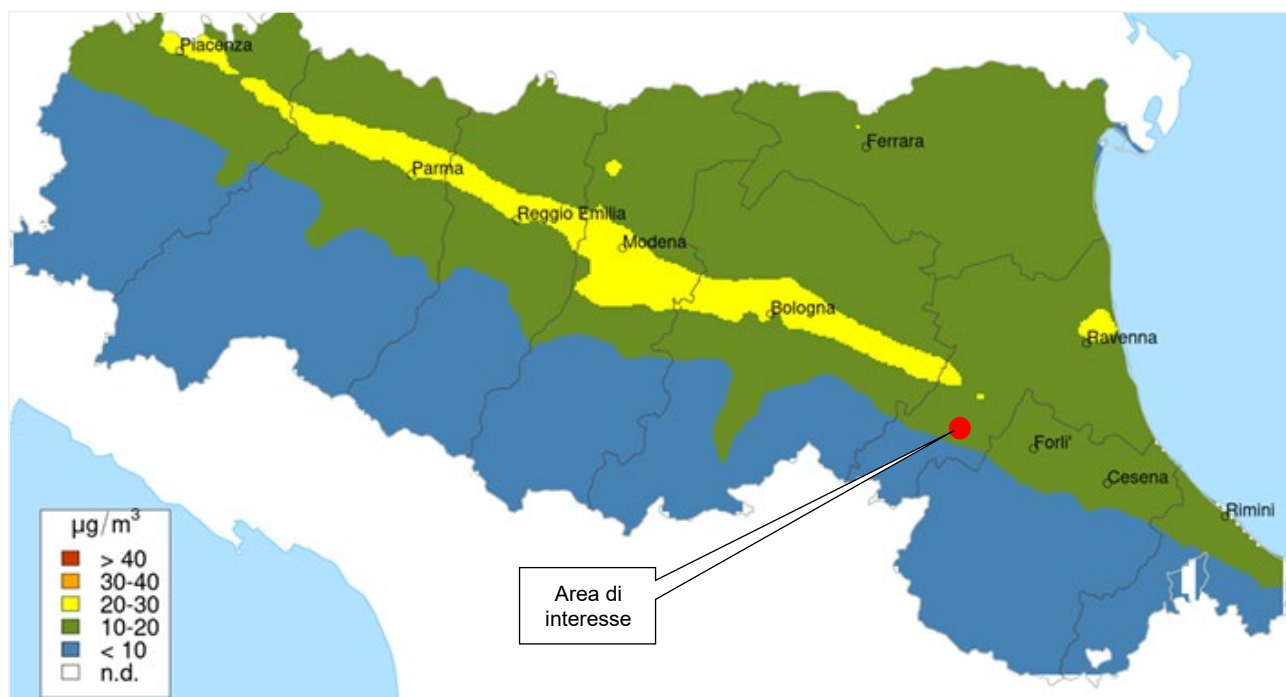 Piacenza
Parma
Reggio Emilia
Modena
Bologna
Ferrara
Ravenna
Forli'
Cesena
Rimini
Area di
interesse
µg/m³
> 40
30-40
20-30
10-20
< 10
n.d.